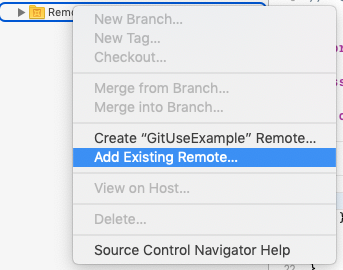 Remo
New Branch...
New Tag...
Checkout...
Merge from Branch...
Merge into Branch...
Create “GitUseExample” Remote...
Add Existing Remote...
View on Host...
Delete...
Source Control Navigator Help
22
}
}